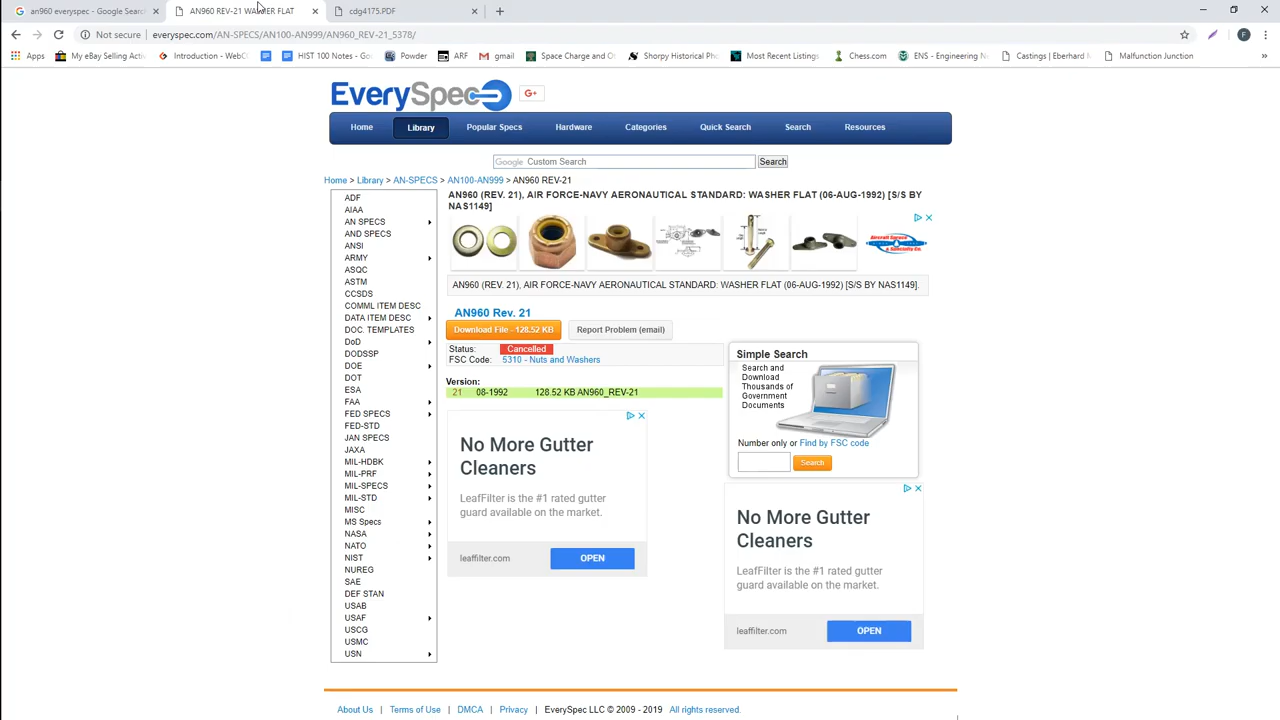 an960 everyspec - Google Search
AN960 REV-21 WASHER FLAT
cdg4175.PDF
Not secure
everyspec.com/AN-SPECS/AN100-AN999/AN960_REV-21_5378/
F
Apps
My eBay Selling Activ
Introduction - WebC
HIST 100 Notes - Goo
Powder
ARF
gmail
Space Charge and Os
Shorpy Historical Pho
Most Recent Listings
Chess.com
ENS - Engineering Ne
Castings | Eberhard M
Malfunction Junction
EverySpec
G+
Home
Library
Popular Specs
Hardware
Categories
Quick Search
Search
Resources
Google Custom Search
Search
Home > Library > AN-SPECS > AN100-AN999 > AN960 REV-21
ADF
AIAA
AN SPECS
AND SPECS
ANSI
ARMY
ASQC
ASTM
CCSDS
COMML ITEM DESC
DATA ITEM DESC
DOC. TEMPLATES
DoD
DODSSP
DOE
DOT
ESA
FAA
FED SPECS
FED-STD
JAN SPECS
JAXA
MIL-HDBK
MIL-PRF
MIL-SPECS
MIL-STD
MISC
MS Specs
NASA
NATO
NIST
NUREG
SAE
DEF STAN
USAB
USAF
USCG
USMC
USN
AN960 (REV. 21), AIR FORCE-NAVY AERONAUTICAL STANDARD: WASHER FLAT (06-AUG-1992) [S/S BY
NAS1149]
AN960 (REV. 21), AIR FORCE-NAVY AERONAUTICAL STANDARD: WASHER FLAT (06-AUG-1992) [S/S BY NAS1149].
AN960 Rev. 21
Download File - 128.52 KB
Report Problem (email)
Status: Cancelled
FSC Code: 5310 - Nuts and Washers
Version:
21 08-1992 128.52 KB AN960_REV-21
No More Gutter
Cleaners
LeafFilter is the #1 rated gutter
guard available on the market.
leaffilter.com
OPEN
Simple Search
Search and
Download
Thousands of
Government
Documents
Number only or Find by FSC code
Search
No More Gutter
Cleaners
LeafFilter is the #1 rated gutter
guard available on the market.
leaffilter.com
OPEN
About Us | Terms of Use | DMCA | Privacy | EverySpec LLC © 2009 - 2019 All rights reserved.